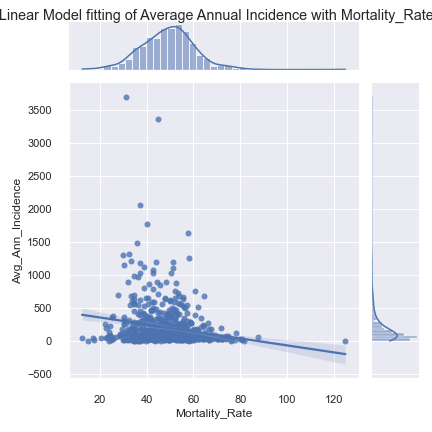 Linear Model fitting of Average Annual Incidence with Mortality_Rate
3500
3000
2500
2000
1500
1000
500
0
−500
Avg_Ann_Incidence
20 40 60 80 100 120
Mortality_Rate